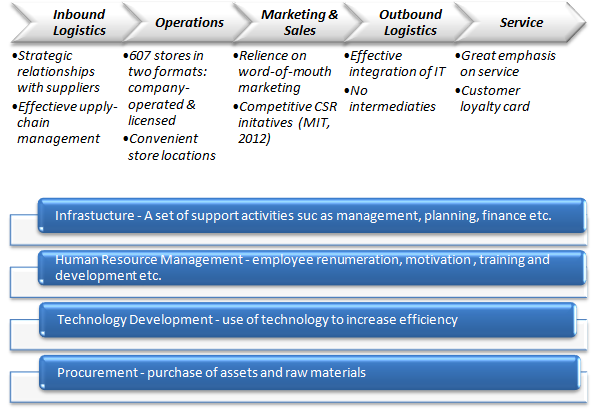 Inbound
Logistics
Operations
Marketing &
Sales
Outbound
Logistics
Service
•Strategic
relationships
with suppliers
•Effectieve upply-
chain
management
•607 stores in
two formats:
company-
operated &
licensed
•Convenient
store locations
•Relience on
word-of-mouth
marketing
•Competitive CSR
initatives (MIT,
2012)
•Effective
integration of IT
•No
intermediaties
•Great emphasis
on service
•Customer
loyalty card
Infrastucture - A set of support activities suc as management, planning, finance etc.
Human Resource Management - employee renumeration, motivation , training and
development etc.
Technology Development - use of technology to increase efficiency
Procurement - purchase of assets and raw materials